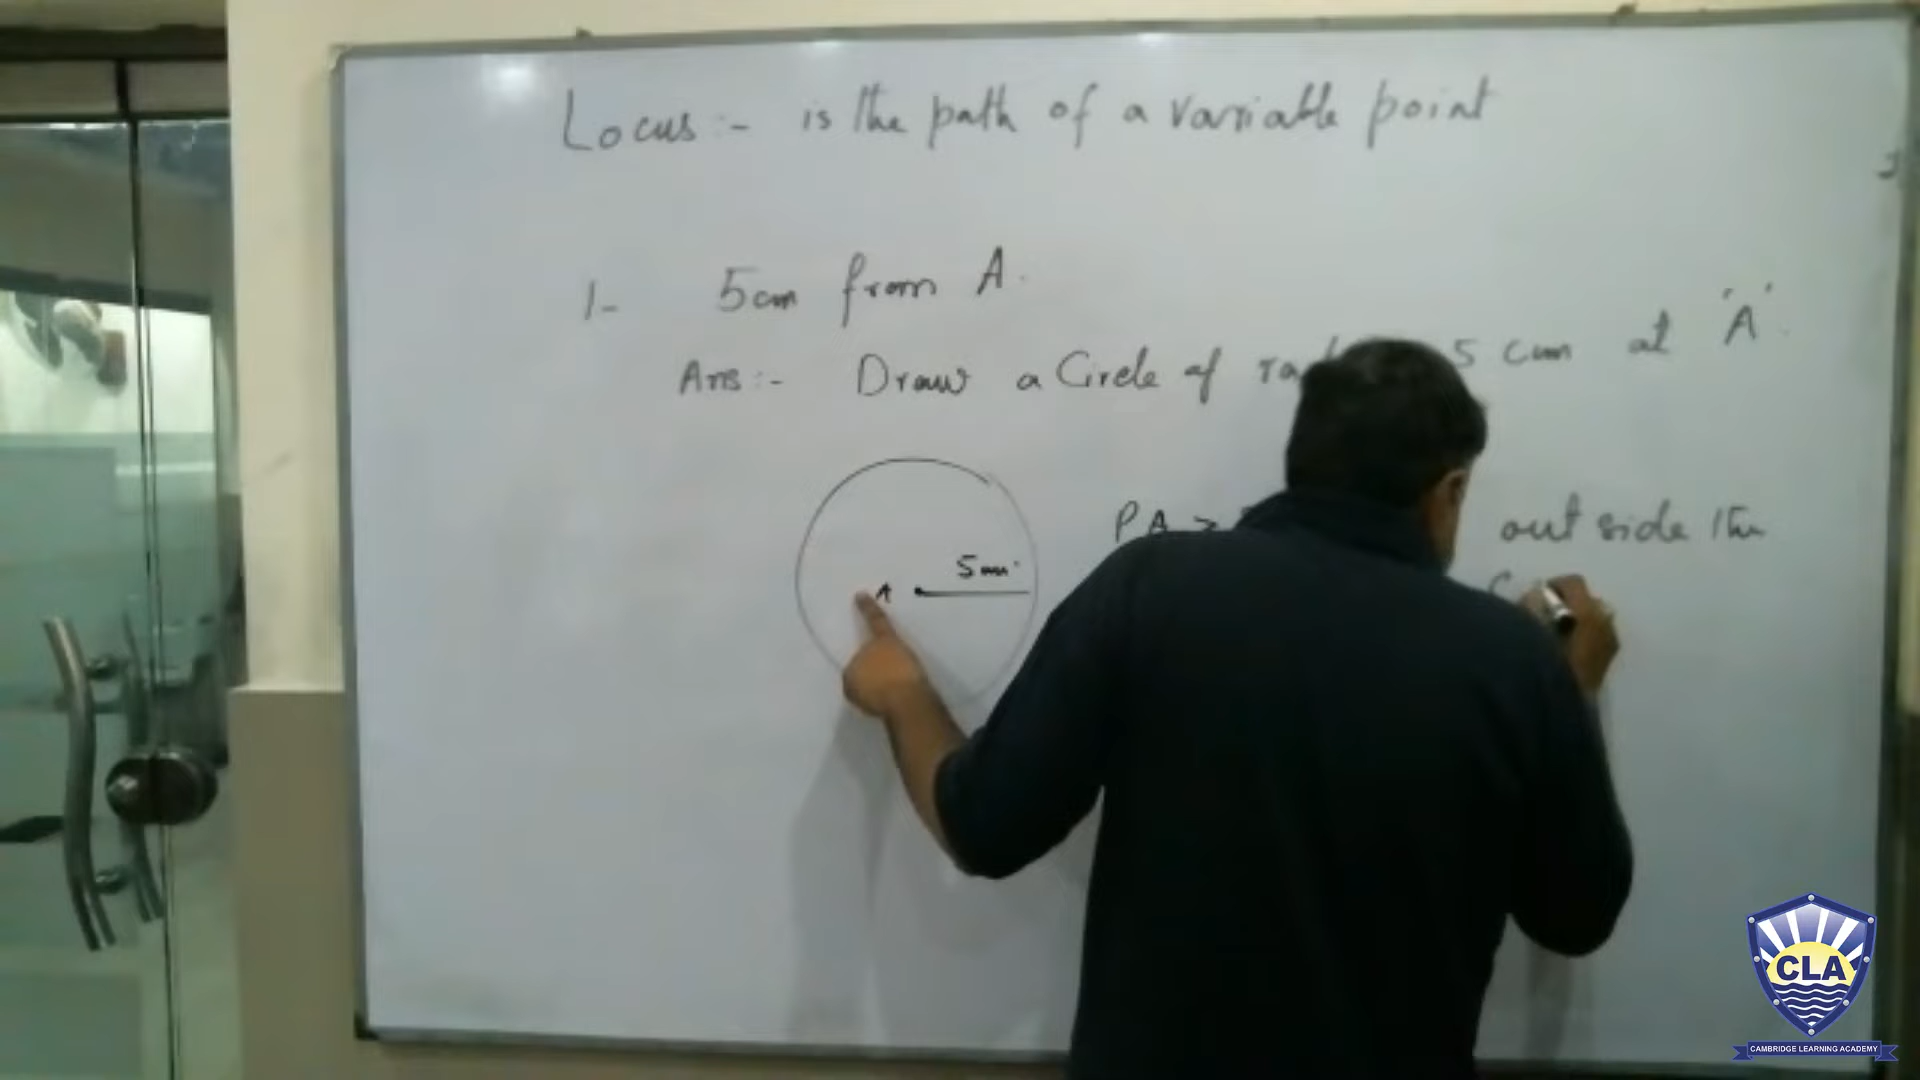 Locus:- is the path of a variable point
1- 5cm from A.
Ans:- Draw a Circle of 5 cm at 'A'.
5cm.
A
PA > out side the
CLA
CAMBRIDGE LEARNING ACADEMY